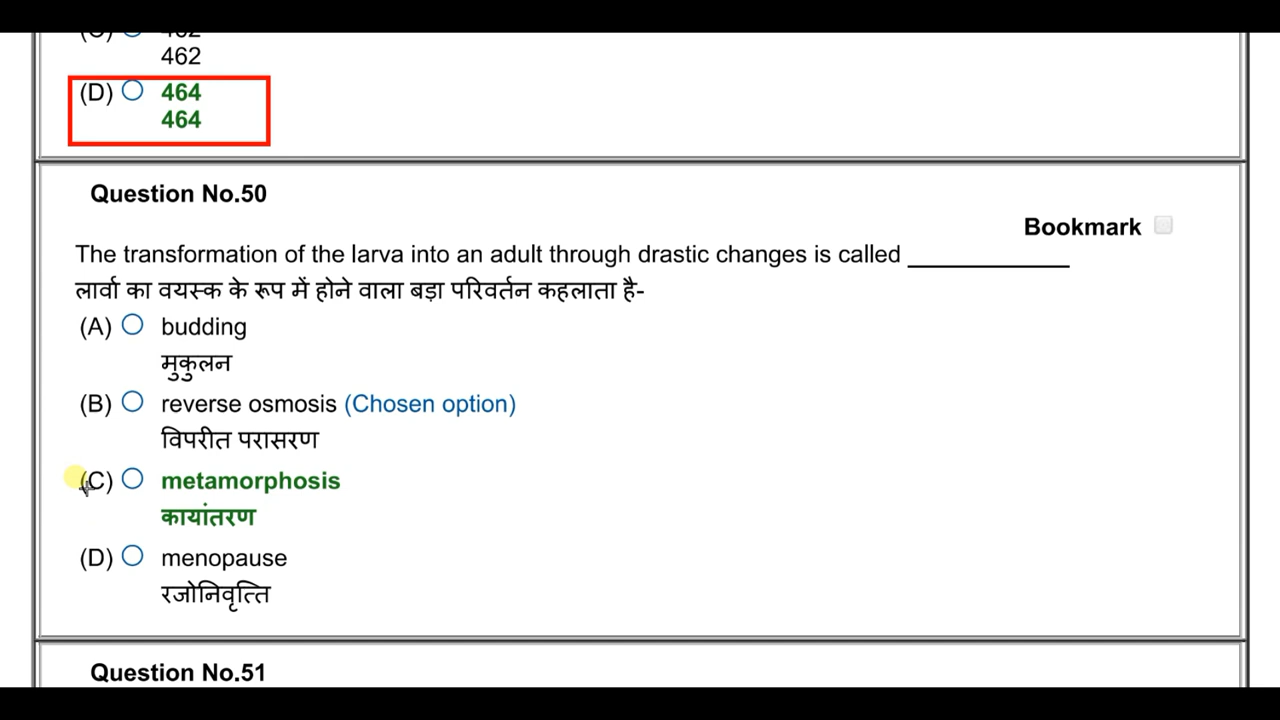 (C) 462
462
(D) 464
464
Question No.50
Bookmark
The transformation of the larva into an adult through drastic changes is called ____________
लार्वा का वयस्क के रूप में होने वाला बड़ा परिवर्तन कहलाता है-
(A) budding
मुकुलन
(B) reverse osmosis (Chosen option)
विपरीत परासरण
(C) metamorphosis
कायांतरण
(D) menopause
रजोनिवृत्ति
Question No.51